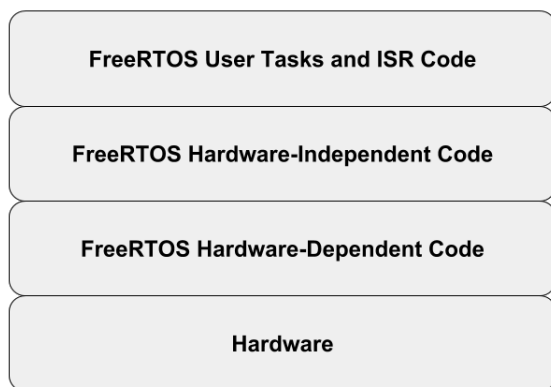 FreeRTOS User Tasks and ISR Code
FreeRTOS Hardware-Independent Code
FreeRTOS Hardware-Dependent Code
Hardware